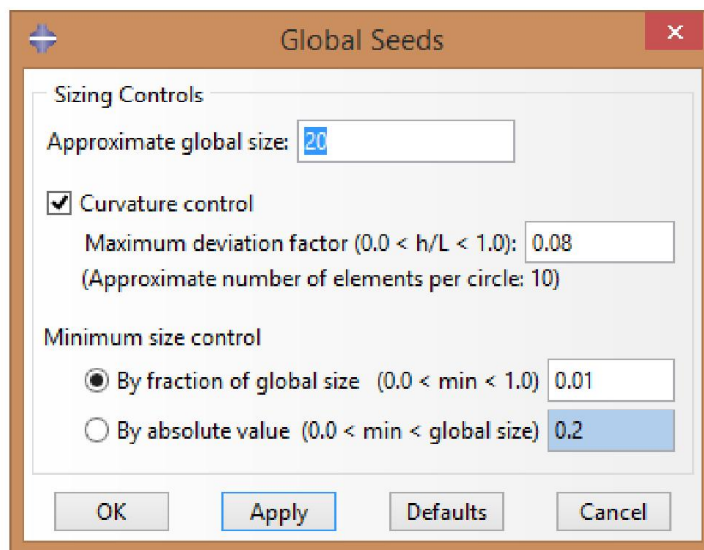 Global Seeds
Sizing Controls
Approximate global size: 20
Curvature control
Maximum deviation factor (0.0 < h/L < 1.0): 0.08
(Approximate number of elements per circle: 10)
Minimum size control
By fraction of global size (0.0 < min < 1.0) 0.01
By absolute value (0.0 < min < global size) 0.2
OK Apply Defaults Cancel